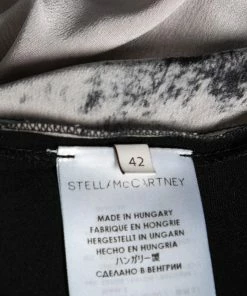 42
STELLA McCARTNEY
MADE IN HUNGARY
FABRIQUE EN HONGRIE
HERGESTELLT IN UNGARN
HECHO EN HUNGRIA
ハンガリー製
СДЕЛАНО В ВЕНГРИИ